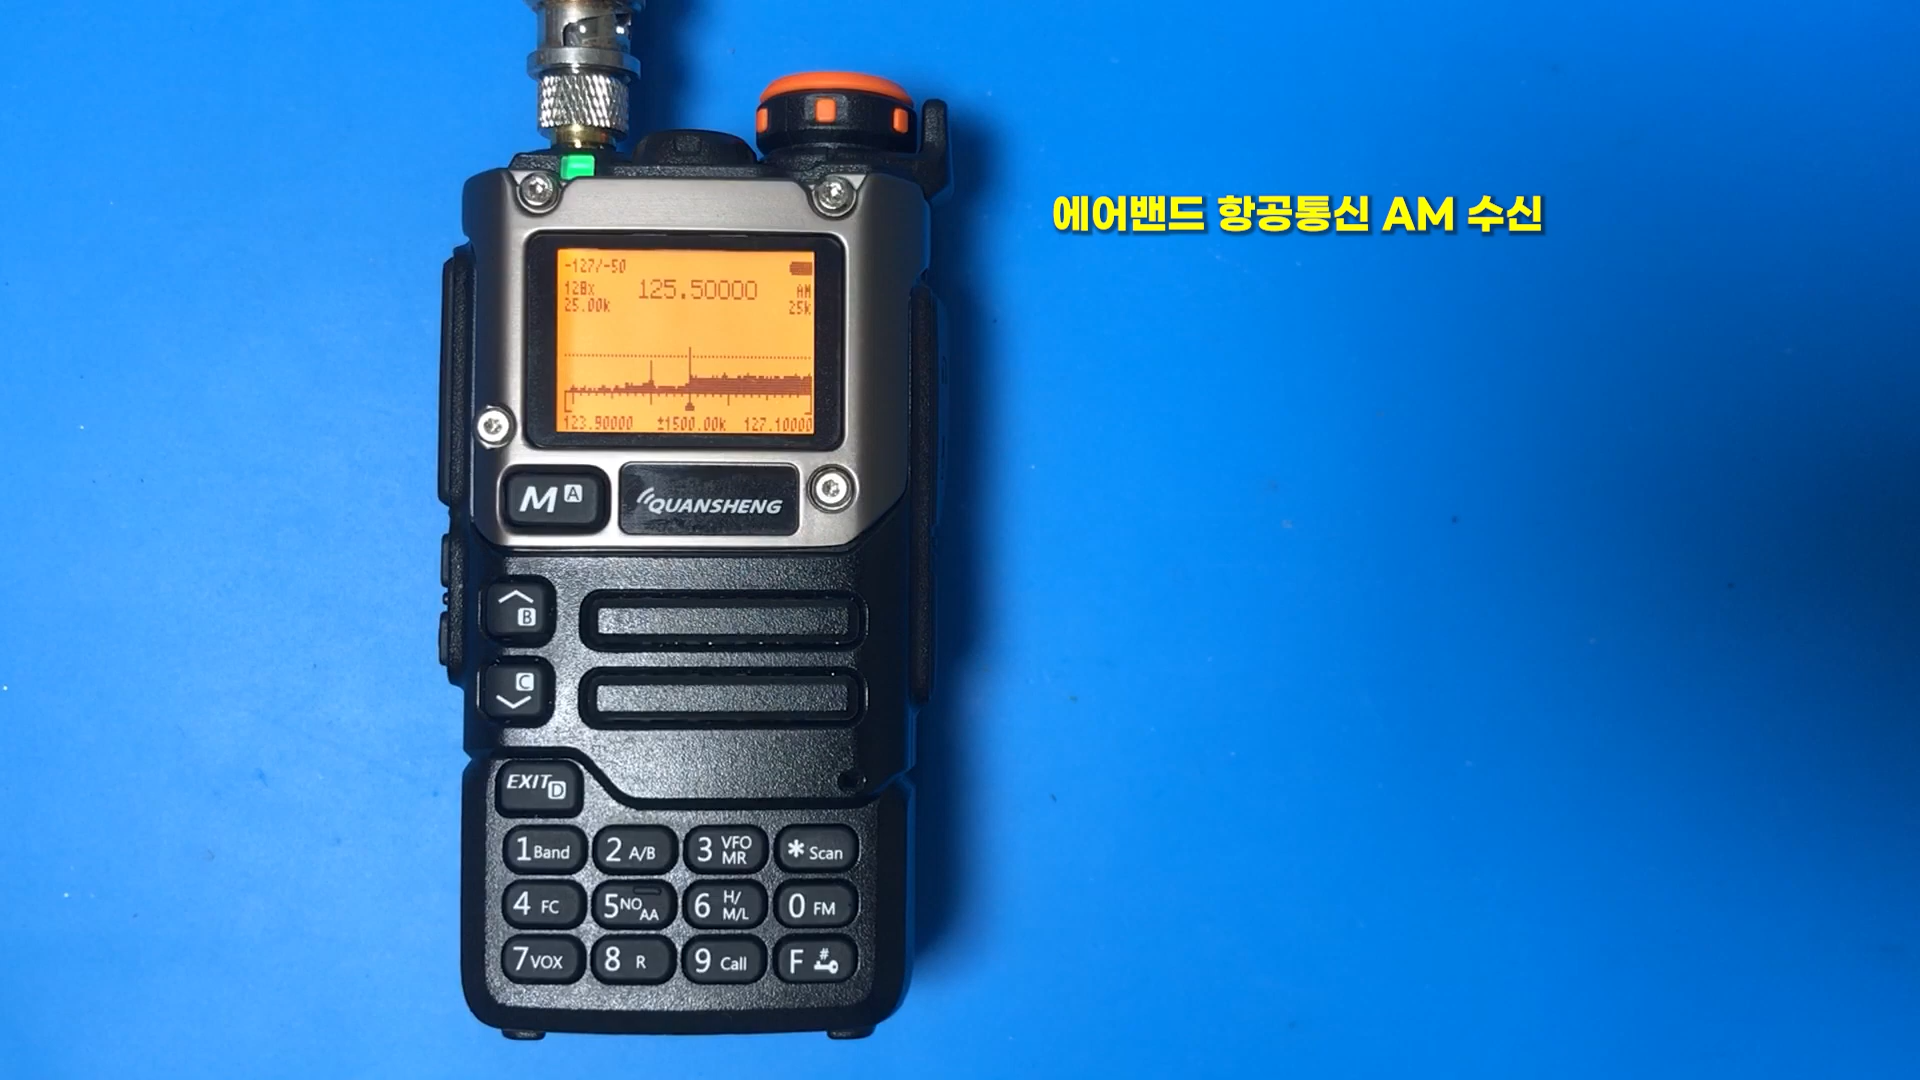 에어밴드 항공통신 AM 수신
-127/-50
128x
125.50000
AM
25.00k
25k
123.90000 ±1500.00k 127.10000
M A
QUANSHENG
B
C
EXIT D
1 Band 2 A/B 3 VFO MR * Scan
4 FC 5 NO AA 6 H/ M/L 0 FM
7 VOX 8 R 9 Call F #